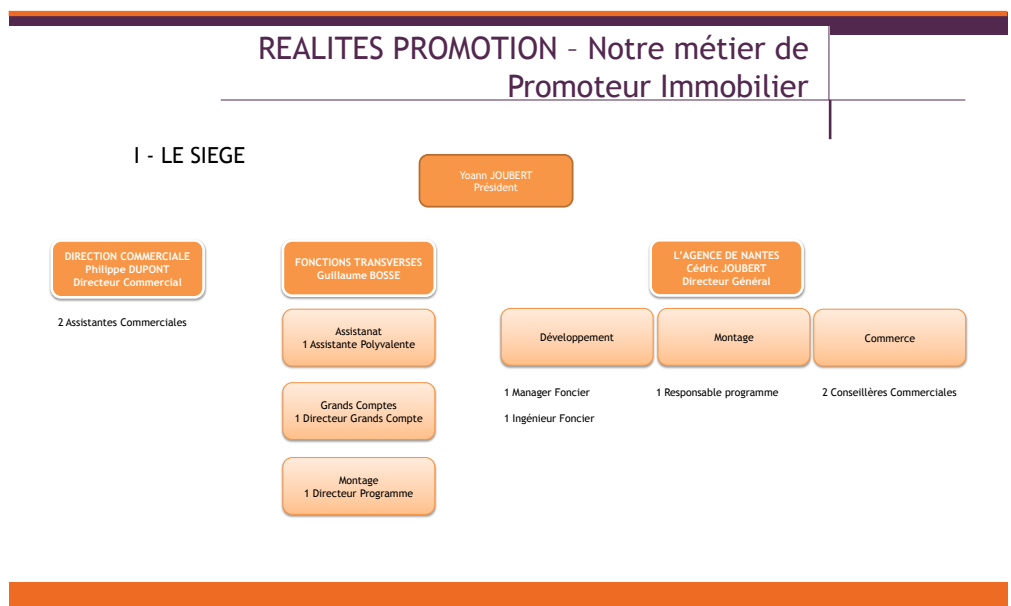 REALITES PROMOTION – Notre métier de
Promoteur Immobilier
I - LE SIEGE
Yoann JOUBERT
Président
DIRECTION COMMERCIALE
Philippe DUPONT
Directeur Commercial
2 Assistantes Commerciales
FONCTIONS TRANSVERSES
Guillaume BOSSE
Assistanat
1 Assistante Polyvalente
Grands Comptes
1 Directeur Grands Compte
Montage
1 Directeur Programme
L'AGENCE DE NANTES
Cédric JOUBERT
Directeur Général
Développement
1 Manager Foncier
1 Ingénieur Foncier
Montage
1 Responsable programme
Commerce
2 Conseillères Commerciales